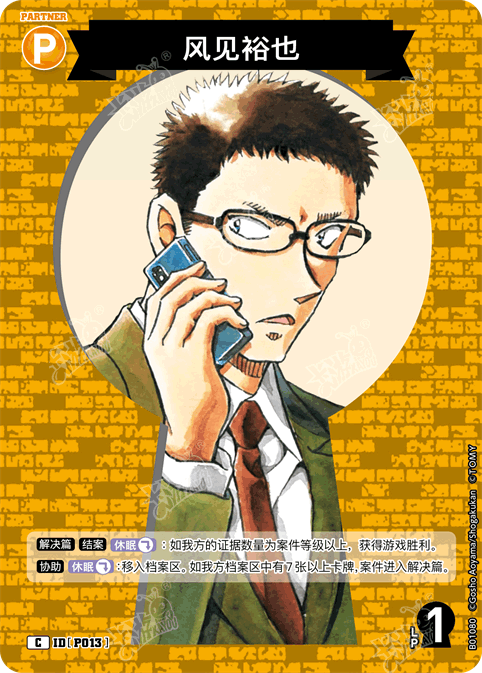 PARTNER
P
风见裕也
解决篇 结案 休眠 ：如我方的证据数量为案件等级以上，获得游戏胜利。
协助 休眠 ：移入档案区。如我方档案区中有7张以上卡牌，案件进入解决篇。
C ID[ P013 ]
LP 1
B01080 ©Gosho Aoyama/Shogakukan ©TOMY